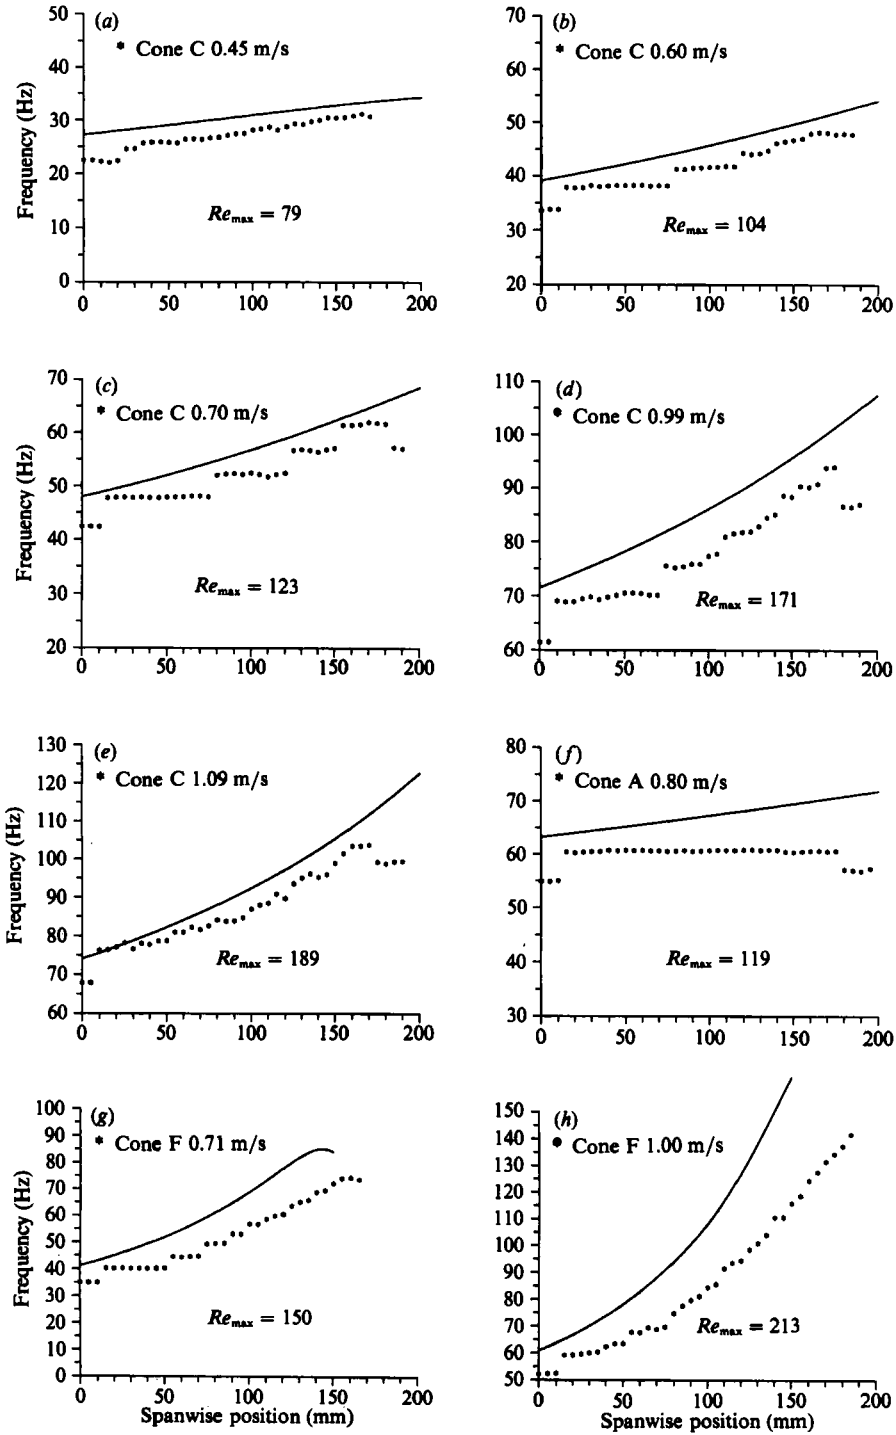 (a)
* Cone C 0.45 m/s
Frequency (Hz)
70
60
50
40
30
20
10
0
Re_max = 79
0 50 100 150 200
(b)
* Cone C 0.60 m/s
70
60
50
40
30
20
Re_max = 104
0 50 100 150 200
(c)
* Cone C 0.70 m/s
Frequency (Hz)
70
60
50
40
30
20
Re_max = 123
0 50 100 150 200
(d)
• Cone C 0.99 m/s
110
100
90
80
70
60
Re_max = 171
0 50 100 150 200
(e)
* Cone C 1.09 m/s
Frequency (Hz)
130
120
110
100
90
80
70
60
Re_max = 189
0 50 100 150 200
(f)
* Cone A 0.80 m/s
80
70
60
50
40
30
Re_max = 119
0 50 100 150 200
(g)
* Cone F 0.71 m/s
Frequency (Hz)
100
90
80
70
60
50
40
30
20
10
0
Re_max = 150
0 50 100 150 200
Spanwise position (mm)
(h)
• Cone F 1.00 m/s
150
140
130
120
110
100
90
80
70
60
50
Re_max = 213
0 50 100 150 200
Spanwise position (mm)